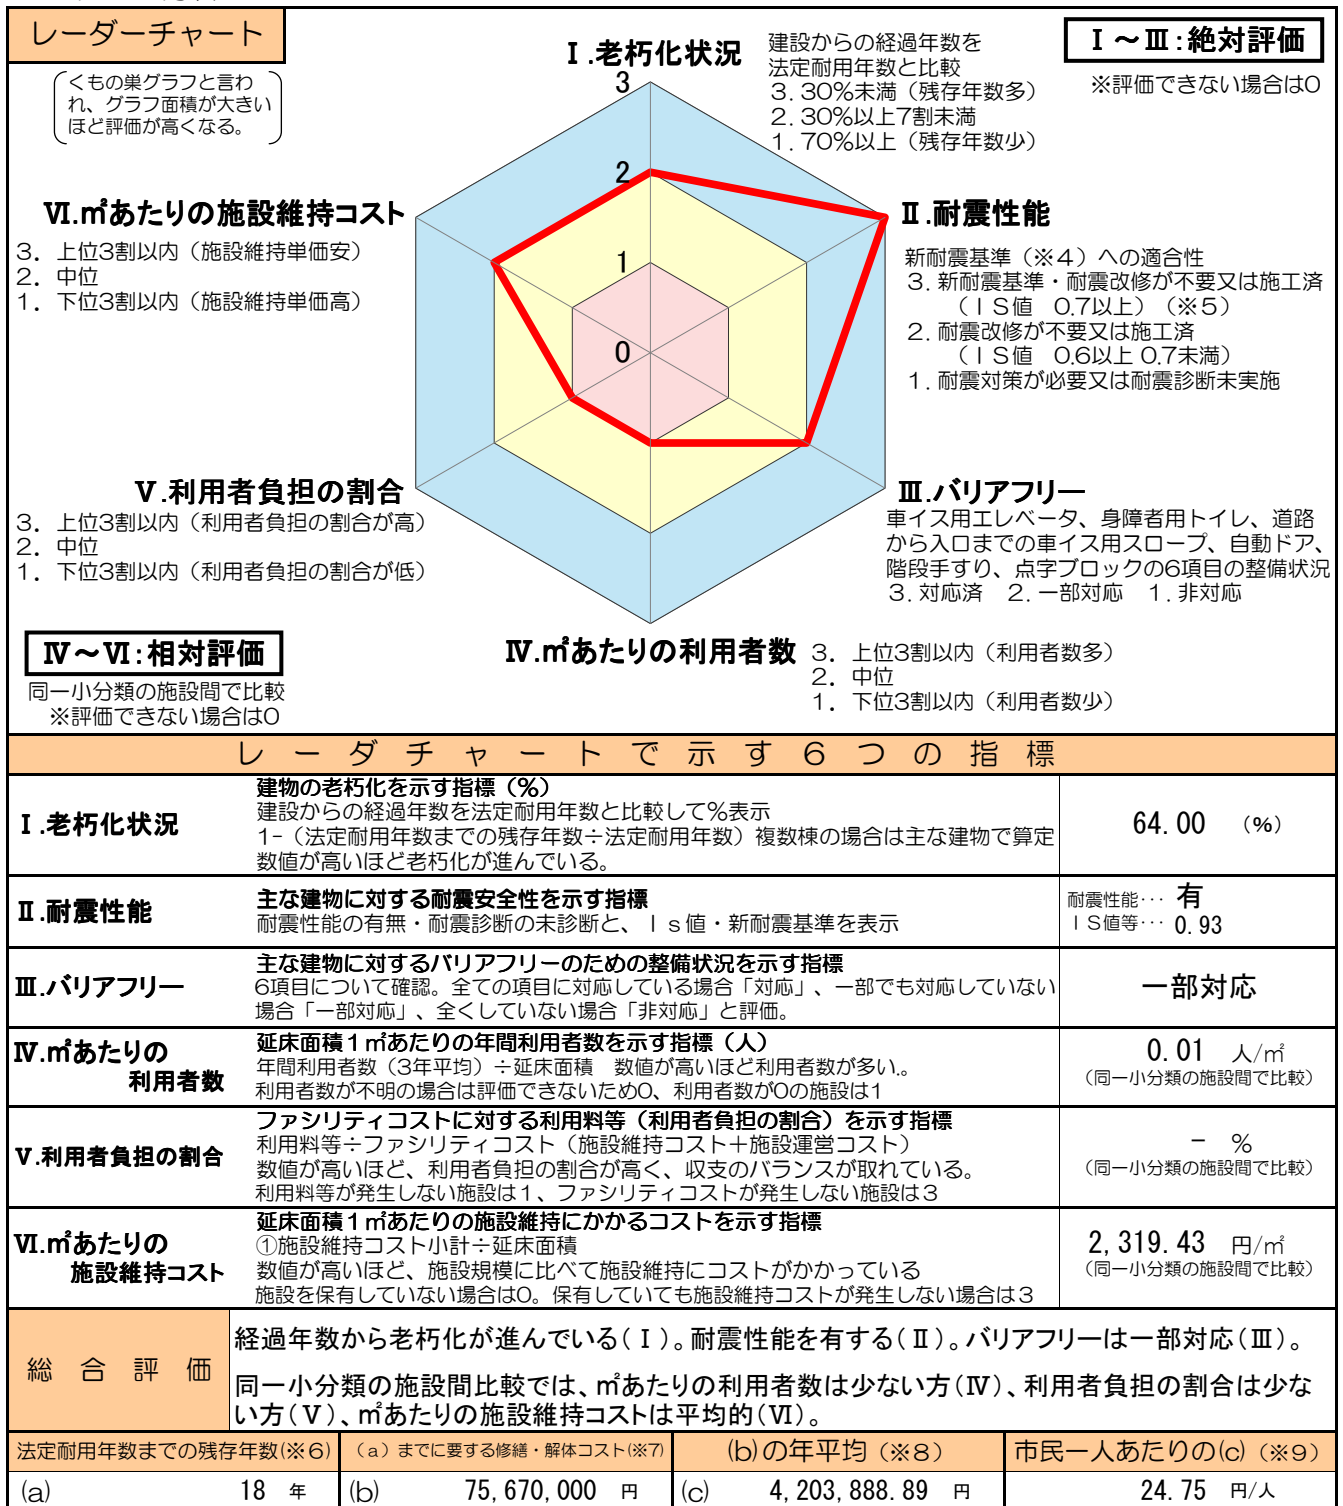 レーダーチャート
くもの巣グラフと言わ
れ、グラフ面積が大きい
ほど評価が高くなる。
Ⅰ.老朽化状況
建設からの経過年数を
法定耐用年数と比較
3. 30%未満（残存年数多）
2. 30%以上7割未満
1. 70%以上（残存年数少）
Ⅰ～Ⅲ:絶対評価
※評価できない場合は0
3
2
1
0
Ⅵ.㎡あたりの施設維持コスト
3. 上位3割以内（施設維持単価安）
2. 中位
1. 下位3割以内（施設維持単価高）
Ⅱ.耐震性能
新耐震基準（※4）への適合性
3. 新耐震基準・耐震改修が不要又は施工済
（ＩＳ値 0.7以上）（※5）
2. 耐震改修が不要又は施工済
（ＩＳ値 0.6以上 0.7未満）
1. 耐震対策が必要又は耐震診断未実施
Ⅴ.利用者負担の割合
3. 上位3割以内（利用者負担の割合が高）
2. 中位
1. 下位3割以内（利用者負担の割合が低）
Ⅲ.バリアフリー
車イス用エレベータ、身障者用トイレ、道路
から入口までの車イス用スロープ、自動ドア、
階段手すり、点字ブロックの6項目の整備状況
3. 対応済 2. 一部対応 1. 非対応
Ⅳ～Ⅵ:相対評価
同一小分類の施設間で比較
※評価できない場合は0
Ⅳ.㎡あたりの利用者数
3. 上位3割以内（利用者数多）
2. 中位
1. 下位3割以内（利用者数少）
レーダチャートで示す６つの指標
Ⅰ.老朽化状況
建物の老朽化を示す指標（%）
建設からの経過年数を法定耐用年数と比較して%表示
1-（法定耐用年数までの残存年数÷法定耐用年数）複数棟の場合は主な建物で算定
数値が高いほど老朽化が進んでいる。
64.00 （%）
Ⅱ.耐震性能
主な建物に対する耐震安全性を示す指標
耐震性能の有無・耐震診断の未診断と、Ｉｓ値・新耐震基準を表示
耐震性能… 有
ＩＳ値等… 0.93
Ⅲ.バリアフリー
主な建物に対するバリアフリーのための整備状況を示す指標
6項目について確認。全ての項目に対応している場合「対応」、一部でも対応していない
場合「一部対応」、全くしていない場合「非対応」と評価。
一部対応
Ⅳ.㎡あたりの
利用者数
延床面積１㎡あたりの年間利用者数を示す指標（人）
年間利用者数（3年平均）÷延床面積 数値が高いほど利用者数が多い。
利用者数が不明の場合は評価できないため0、利用者数が0の施設は1
0.01 人/㎡
（同一小分類の施設間で比較）
Ⅴ.利用者負担の割合
ファシリティコストに対する利用料等（利用者負担の割合）を示す指標
利用料等÷ファシリティコスト（施設維持コスト＋施設運営コスト）
数値が高いほど、利用者負担の割合が高く、収支のバランスが取れている。
利用料等が発生しない施設は１、ファシリティコストが発生しない施設は３
- %
（同一小分類の施設間で比較）
Ⅵ.㎡あたりの
施設維持コスト
延床面積１㎡あたりの施設維持にかかるコストを示す指標
①施設維持コスト小計÷延床面積
数値が高いほど、施設規模に比べて施設維持にコストがかかっている
施設を保有していない場合は0。保有していても施設維持コストが発生しない場合は３
2,319.43 円/㎡
（同一小分類の施設間で比較）
総合評価
経過年数から老朽化が進んでいる(Ⅰ)。耐震性能を有する(Ⅱ)。バリアフリーは一部対応(Ⅲ)。
同一小分類の施設間比較では、㎡あたりの利用者数は少ない方(Ⅳ)、利用者負担の割合は少な
い方(Ⅴ)、㎡あたりの施設維持コストは平均的(Ⅵ)。
法定耐用年数までの残存年数(※6)
（a）までに要する修繕・解体コスト(※7)
(b)の年平均（※8）
市民一人あたりの(c)（※9）
(a) 18 年
(b) 75,670,000 円
(c) 4,203,888.89 円
24.75 円/人